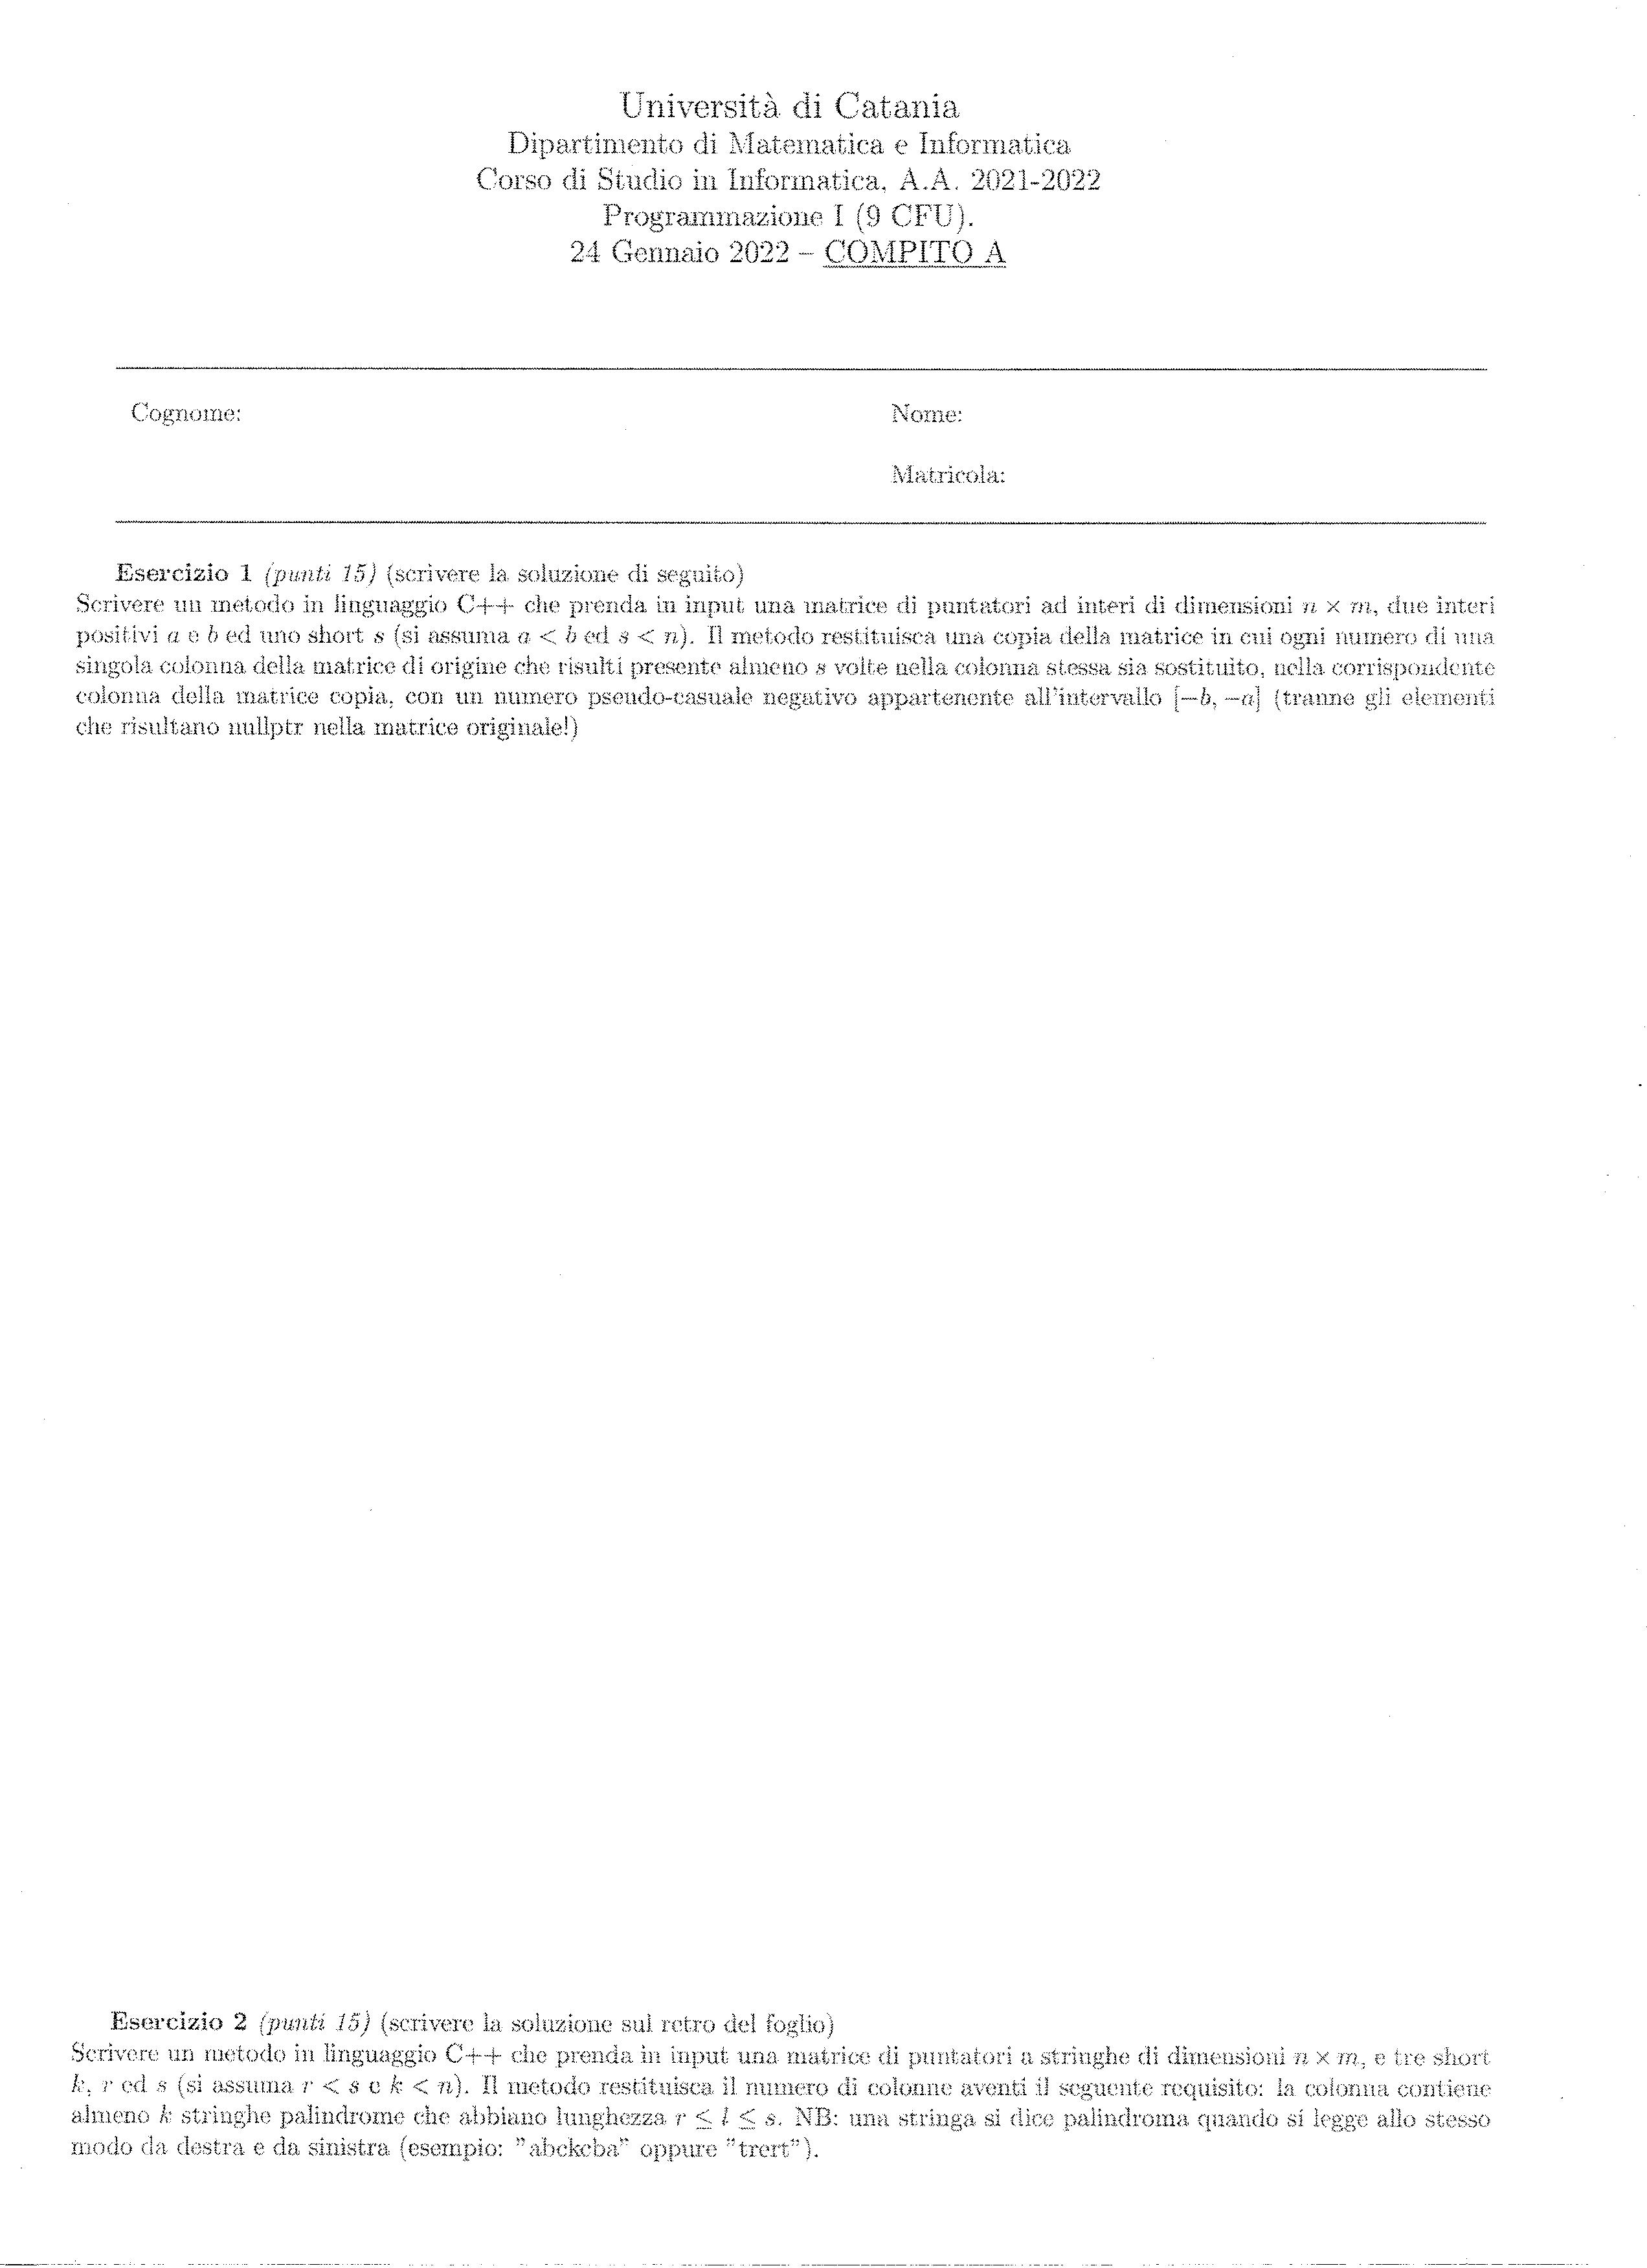 Università di Catania
Dipartimento di Matematica e Informatica
Corso di Studio in Informatica, A.A. 2021-2022
Programmazione I (9 CFU).
24 Gennaio 2022 – COMPITO A
Cognome:
Nome:
Matricola:
Esercizio 1 (punti 15) (scrivere la soluzione di seguito)
Scrivere un metodo in linguaggio C++ che prenda in input una matrice di puntatori ad interi di dimensioni n × m, due interi
positivi a e b ed uno short s (si assuma a < b ed s < n). Il metodo restituisca una copia della matrice in cui ogni numero di una
singola colonna della matrice di origine che risulti presente almeno s volte nella colonna stessa sia sostituito, nella corrispondente
colonna della matrice copia, con un numero pseudo-casuale negativo appartenente all'intervallo [−b, −a] (tranne gli elementi
che risultano nullptr nella matrice originale!)
Esercizio 2 (punti 15) (scrivere la soluzione sul retro del foglio)
Scrivere un metodo in linguaggio C++ che prenda in input una matrice di puntatori a stringhe di dimensioni n × m, e tre short
k, r ed s (si assuma r < s e k < n). Il metodo restituisca il numero di colonne aventi il seguente requisito: la colonna contiene
almeno k stringhe palindrome che abbiano lunghezza r ≤ l ≤ s. NB: una stringa si dice palindroma quando si legge allo stesso
modo da destra e da sinistra (esempio: "abckcba" oppure "trert").